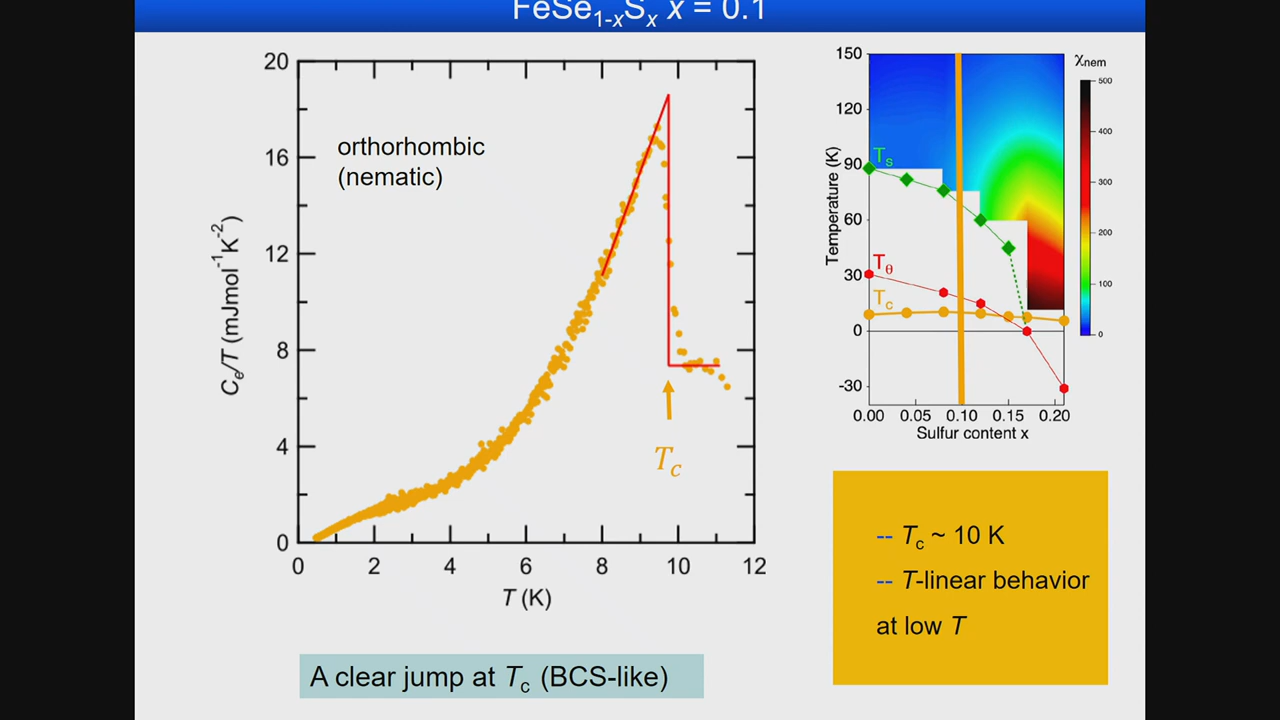 FeSe1-xSx x = 0.1
20
16
12
8
4
0
0 2 4 6 8 10 12
Ce/T (mJmol-1K-2)
T (K)
orthorhombic
(nematic)
Tc
A clear jump at Tc (BCS-like)
150
120
90
60
30
0
-30
Temperature (K)
Ts
Tθ
Tc
0.00 0.05 0.10 0.15 0.20
Sulfur content x
χnem
500
400
300
200
100
0
-- Tc ~ 10 K
-- T-linear behavior
at low T